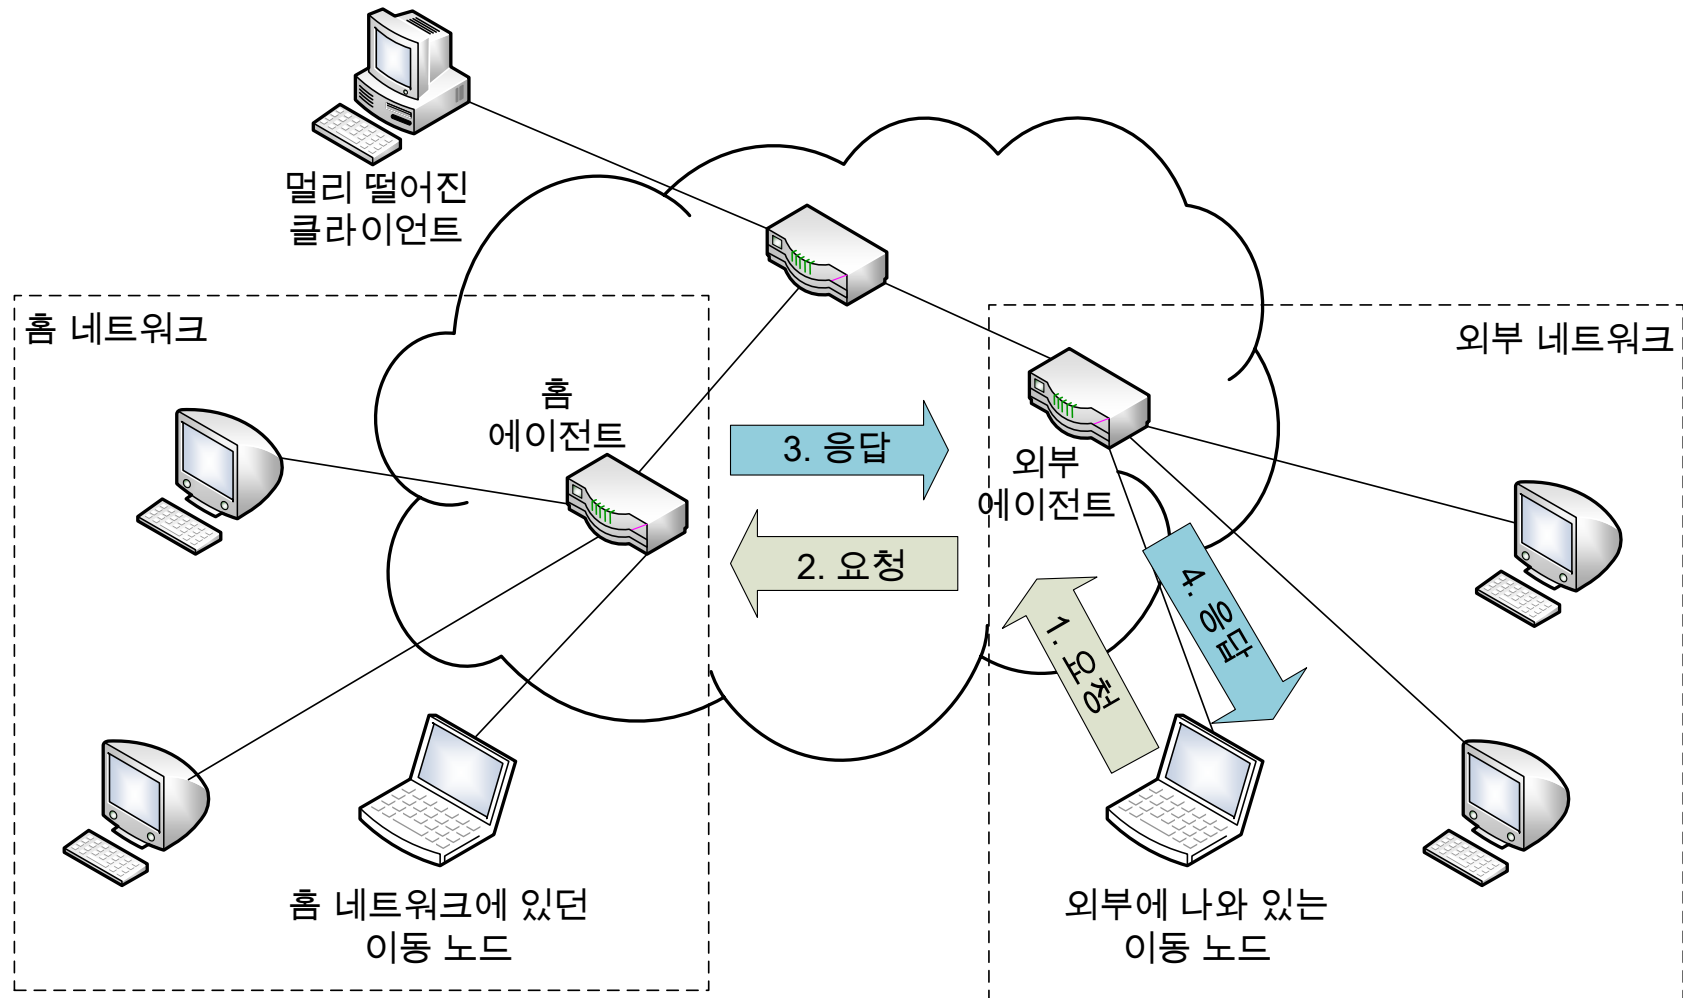 멀리 떨어진
클라이언트
홈 네트워크
외부 네트워크
홈
에이전트
3. 응답
외부
에이전트
2. 요청
1. 요청
4. 응답
홈 네트워크에 있던
이동 노드
외부에 나와 있는
이동 노드